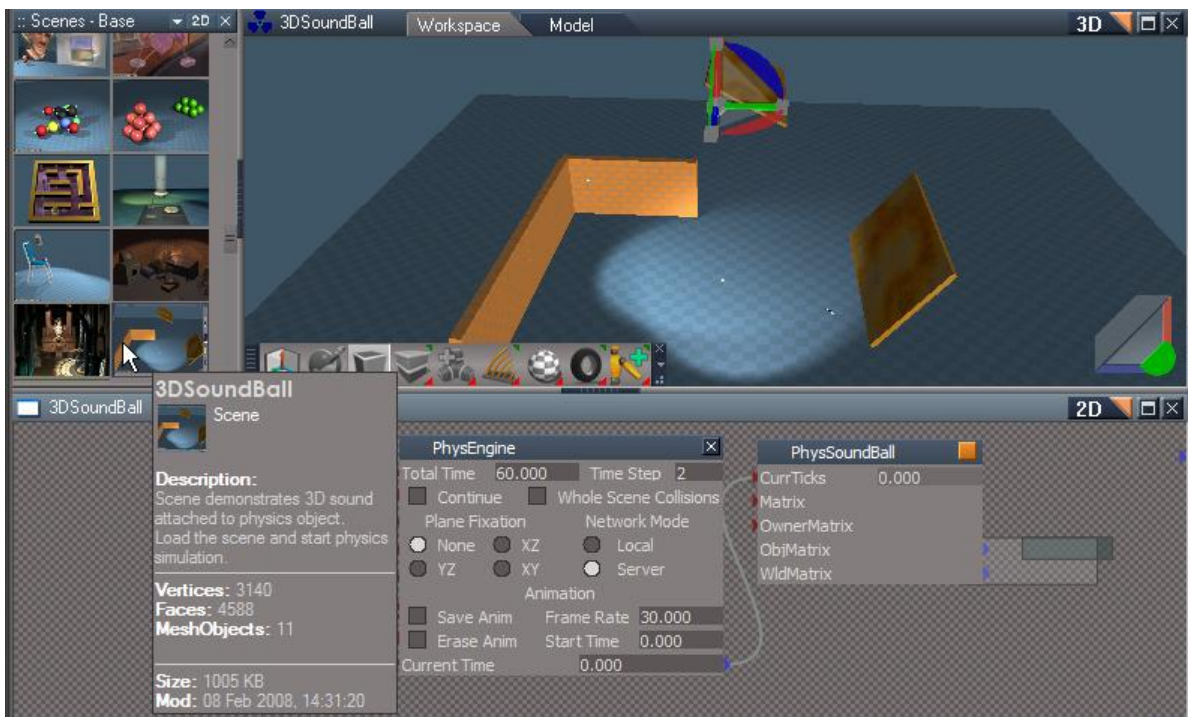 :: Scenes - Base
2D
3DSoundBall
Workspace
Model
3D
3DSoundBall
2D
3DSoundBall
Scene
Description:
Scene demonstrates 3D sound
attached to physics object.
Load the scene and start physics
simulation.
Vertices: 3140
Faces: 4588
MeshObjects: 11
Size: 1005 KB
Mod: 08 Feb 2008, 14:31:20
PhysEngine
Total Time 60.000 Time Step 2
Continue Whole Scene Collisions
Plane Fixation Network Mode
None XZ Local
YZ XY Server
Animation
Save Anim Frame Rate 30.000
Erase Anim Start Time 0.000
Current Time 0.000
PhysSoundBall
CurrTicks 0.000
Matrix
OwnerMatrix
ObjMatrix
WldMatrix